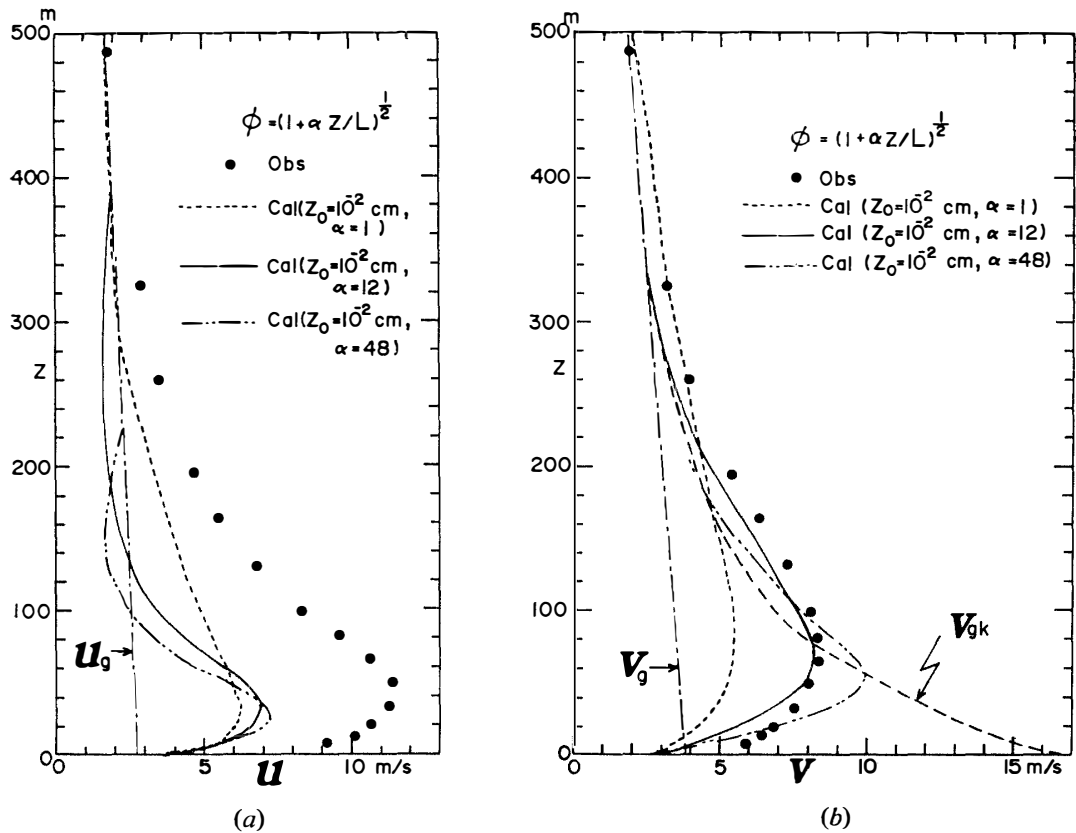 m
500
400
300
Z
200
100
0
ϕ = (1+αZ/L)^½
Obs
Cal(Z₀=10⁻² cm,
α=1)
Cal(Z₀=10⁻² cm,
α=12)
Cal(Z₀=10⁻² cm,
α=48)
u_g
0 5 10 m/s
u
(a)
m
500
400
300
Z
200
100
0
ϕ = (1+αZ/L)^½
Obs
Cal (Z₀=10⁻² cm, α=1)
Cal (Z₀=10⁻² cm, α=12)
Cal (Z₀=10⁻² cm, α=48)
V_gk
V_g
0 5 10 15 m/s
V
(b)